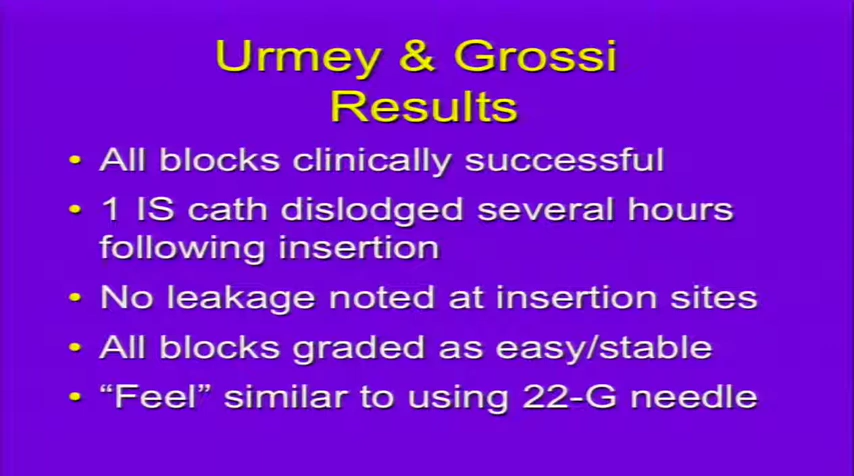 Urmey & Grossi
Results
• All blocks clinically successful
• 1 IS cath dislodged several hours
following insertion
• No leakage noted at insertion sites
• All blocks graded as easy/stable
• “Feel” similar to using 22-G needle